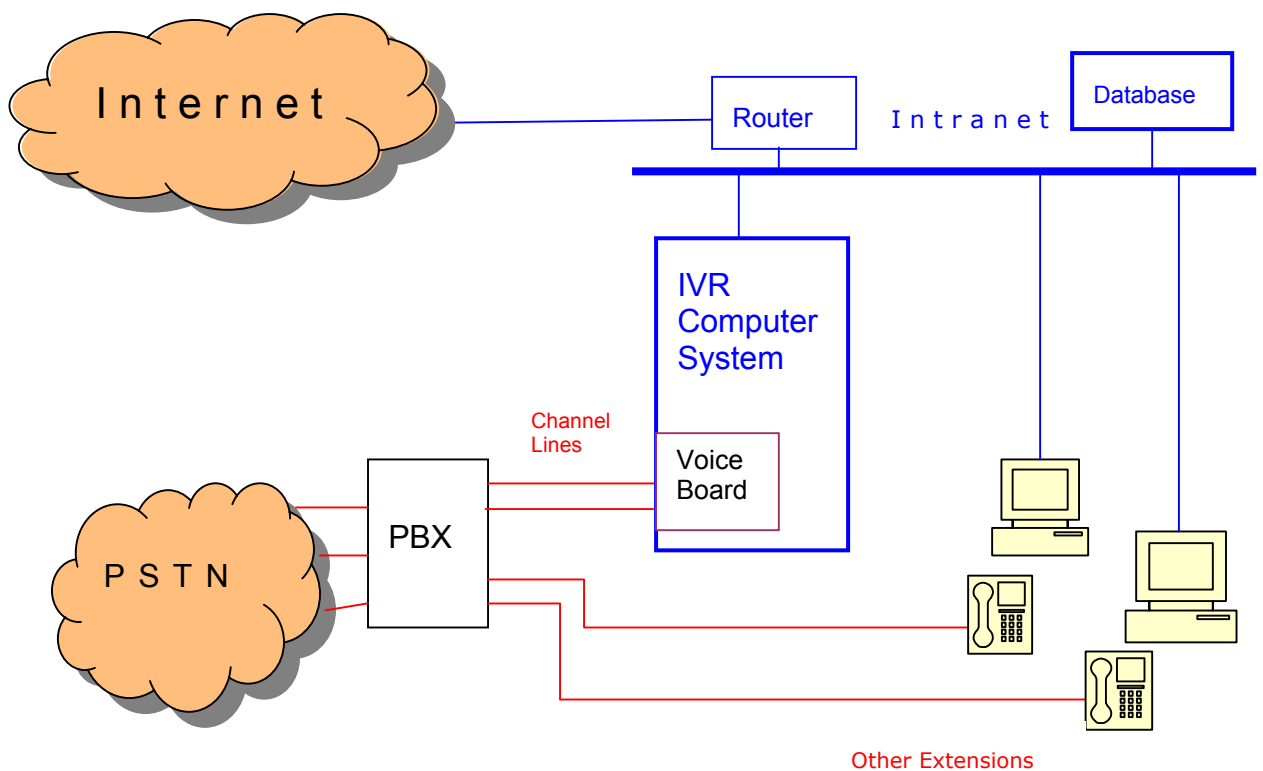 Internet
Router
Intranet
Database
IVR
Computer
System
Channel
Lines
Voice
Board
PBX
PSTN
Other Extensions